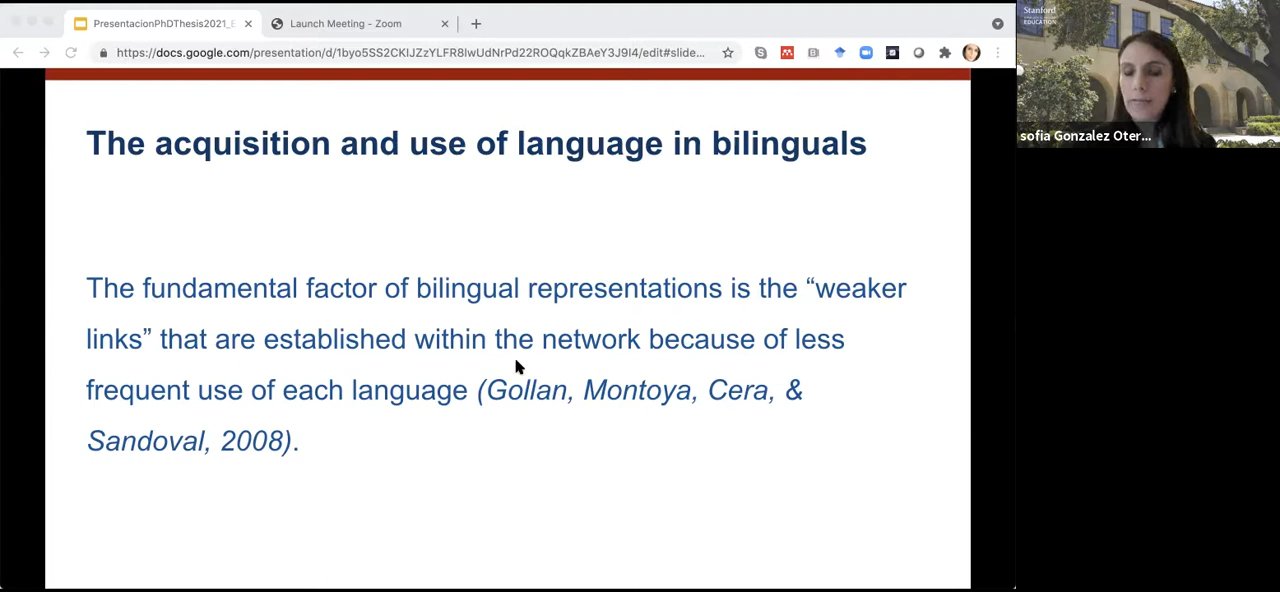 PresentacionPhDThesis2021_E
Launch Meeting - Zoom
https://docs.google.com/presentation/d/1byo5SS2CKIJZzYLFR8lwUdNrPd22ROQqkZBAeY3J9I4/edit#slide...
Stanford
EDUCATION
sofia Gonzalez Oter...
The acquisition and use of language in bilinguals
The fundamental factor of bilingual representations is the “weaker
links” that are established within the network because of less
frequent use of each language (Gollan, Montoya, Cera, &
Sandoval, 2008).